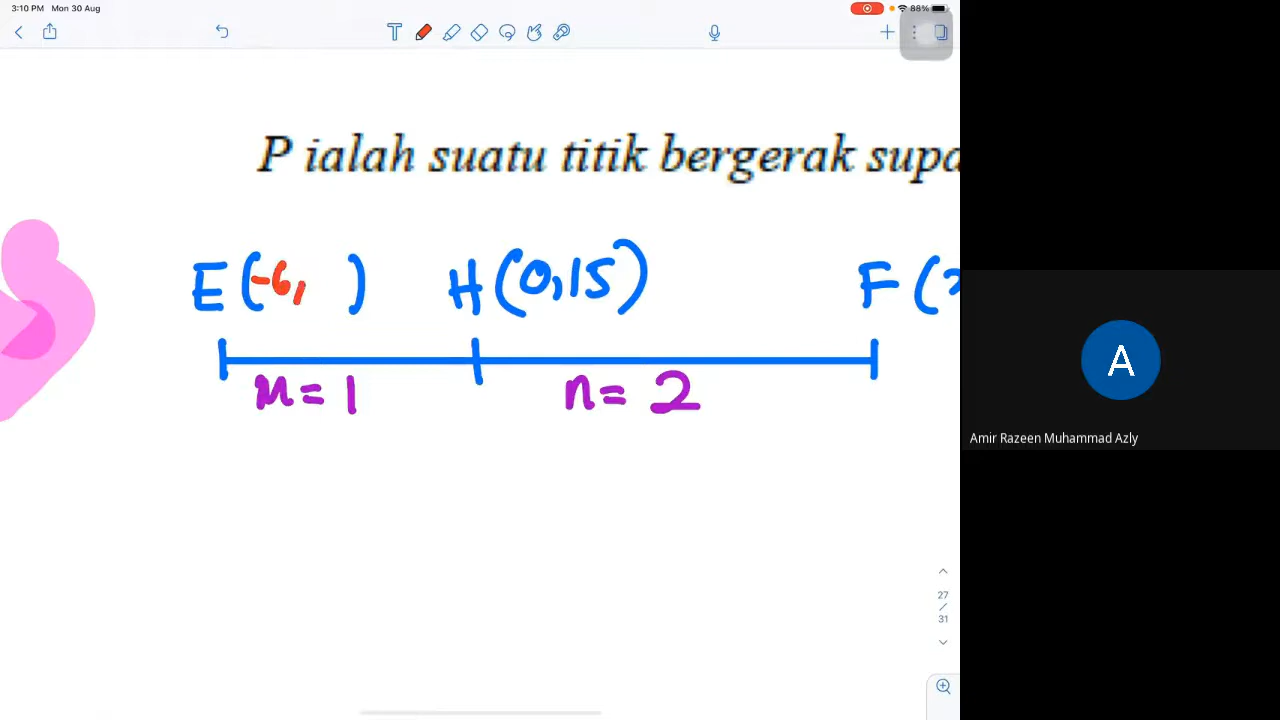 3:10 PM Mon 30 Aug
88%
P ialah suatu titik bergerak supa
E(-6, ) H(0,15) F(
m = 1 n = 2
A
Amir Razeen Muhammad Azly
27
/
31